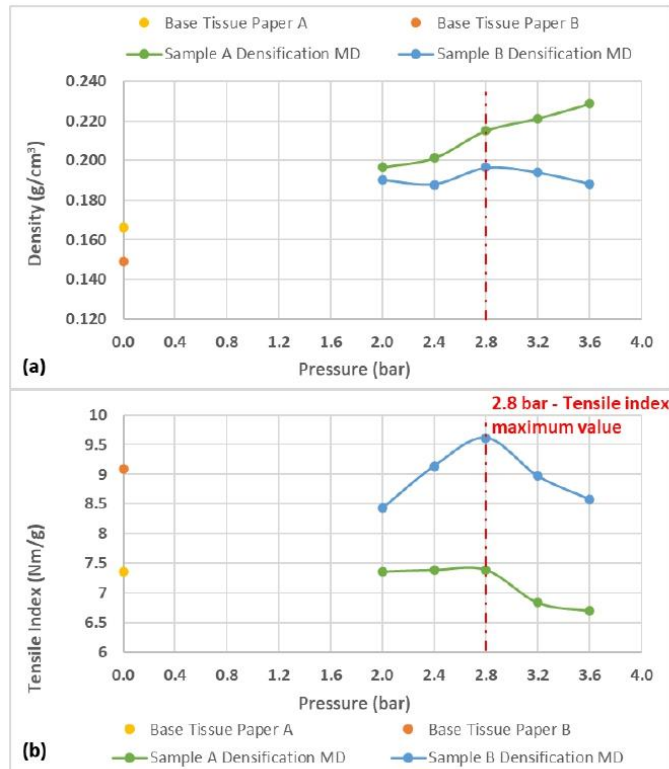 Base Tissue Paper A Base Tissue Paper B
Sample A Densification MD Sample B Densification MD
0.240
0.220
0.200
0.180
0.160
0.140
0.120
Density (g/cm³)
0.0 0.4 0.8 1.2 1.6 2.0 2.4 2.8 3.2 3.6 4.0
(a) Pressure (bar)
2.8 bar - Tensile index
maximum value
10
9.5
9
8.5
8
7.5
7
6.5
6
Tensile Index (Nm/g)
0.0 0.4 0.8 1.2 1.6 2.0 2.4 2.8 3.2 3.6 4.0
Pressure (bar)
Base Tissue Paper A Base Tissue Paper B
(b) Sample A Densification MD Sample B Densification MD